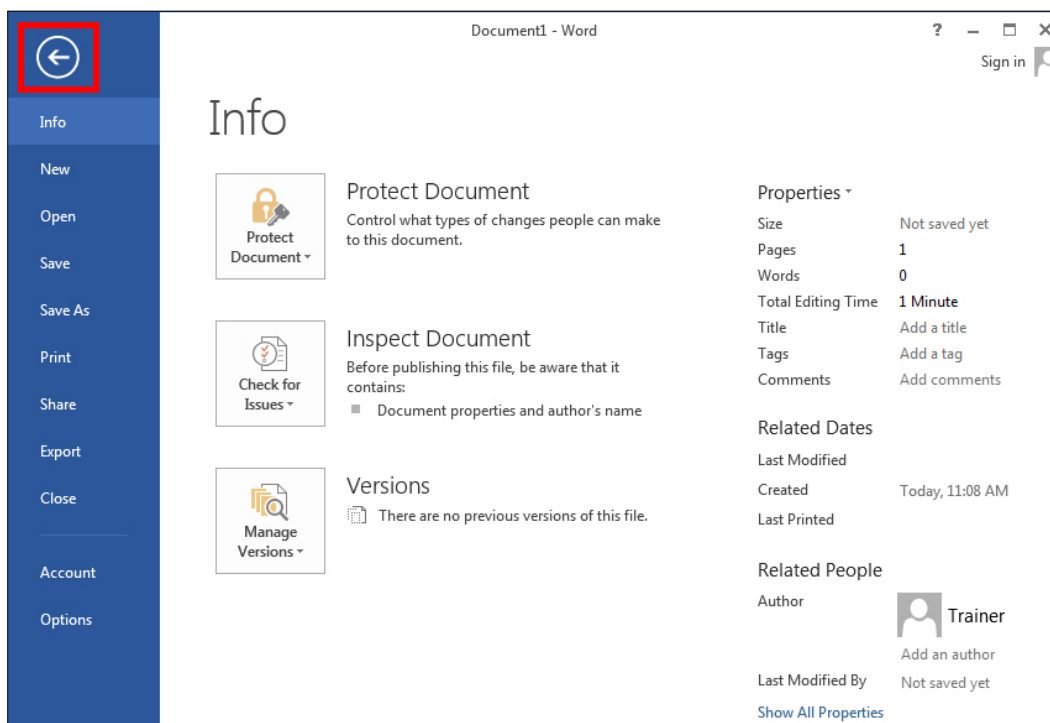 Document1 - Word
?
Sign in
Info
New
Open
Save
Save As
Print
Share
Export
Close
Account
Options
Info
Protect
Document
Protect Document
Control what types of changes people can make
to this document.
Check for
Issues
Inspect Document
Before publishing this file, be aware that it
contains:
Document properties and author's name
Manage
Versions
Versions
There are no previous versions of this file.
Properties
Size Not saved yet
Pages 1
Words 0
Total Editing Time 1 Minute
Title Add a title
Tags Add a tag
Comments Add comments
Related Dates
Last Modified
Created Today, 11:08 AM
Last Printed
Related People
Author Trainer
Add an author
Last Modified By Not saved yet
Show All Properties